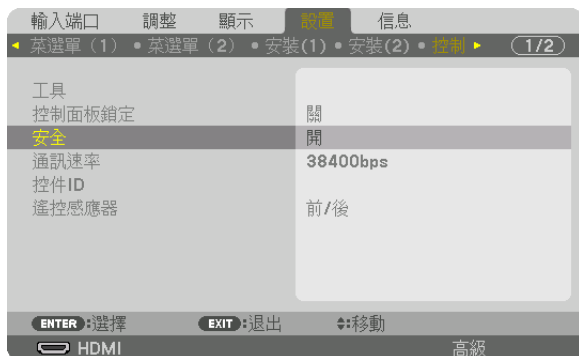 輸入端口 調整 顯示 設置 信息
◂ 菜選單（1） • 菜選單（2） • 安裝(1) • 安裝(2) • 控制 ▸ 1/2
工具
控制面板鎖定 關
安全 開
通訊速率 38400bps
控件ID
遙控感應器 前/後
ENTER:選擇 EXIT:退出 ♦:移動
HDMI 高級